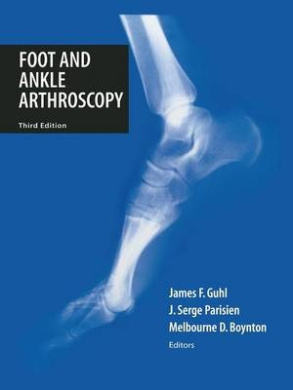 FOOT AND
ANKLE
ARTHROSCOPY
Third Edition
James F. Guhl
J. Serge Parisien
Melbourne D. Boynton
Editors